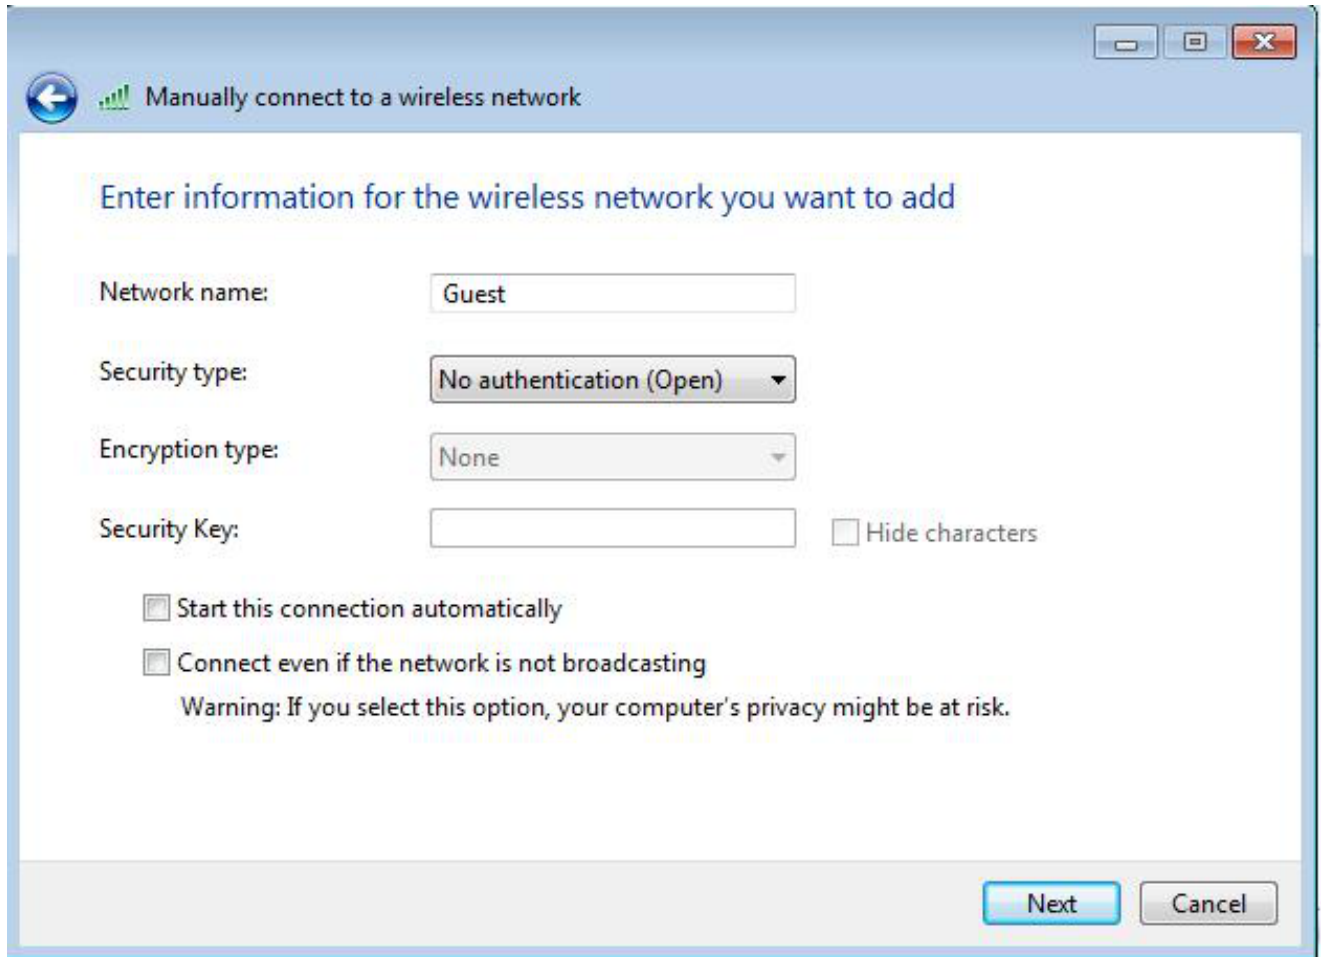 Manually connect to a wireless network
Enter information for the wireless network you want to add
Network name: Guest
Security type: No authentication (Open)
Encryption type: None
Security Key: Hide characters
Start this connection automatically
Connect even if the network is not broadcasting
Warning: If you select this option, your computer's privacy might be at risk.
Next Cancel